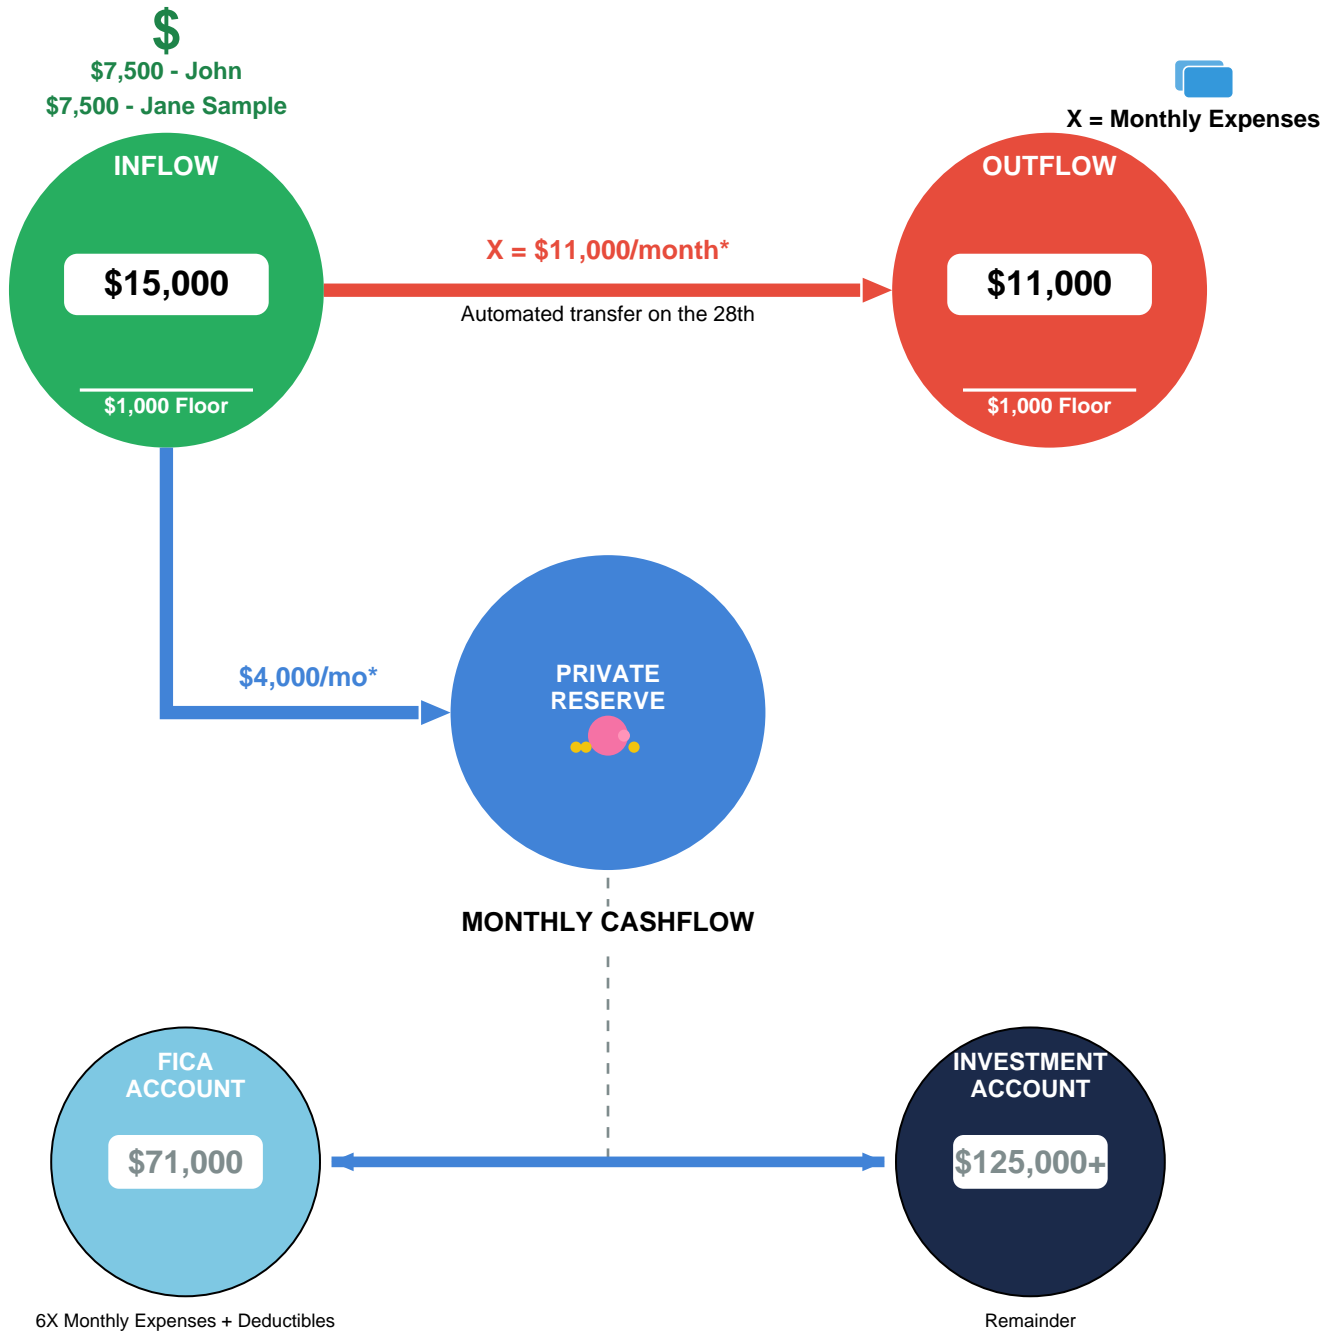 $
$7,500 - John
$7,500 - Jane Sample
X = Monthly Expenses
INFLOW
OUTFLOW
X = $11,000/month*
$15,000
$11,000
Automated transfer on the 28th
$1,000 Floor
$1,000 Floor
$4,000/mo*
PRIVATE
RESERVE
MONTHLY CASHFLOW
FICA
ACCOUNT
$71,000
INVESTMENT
ACCOUNT
$125,000+
6X Monthly Expenses + Deductibles
Remainder